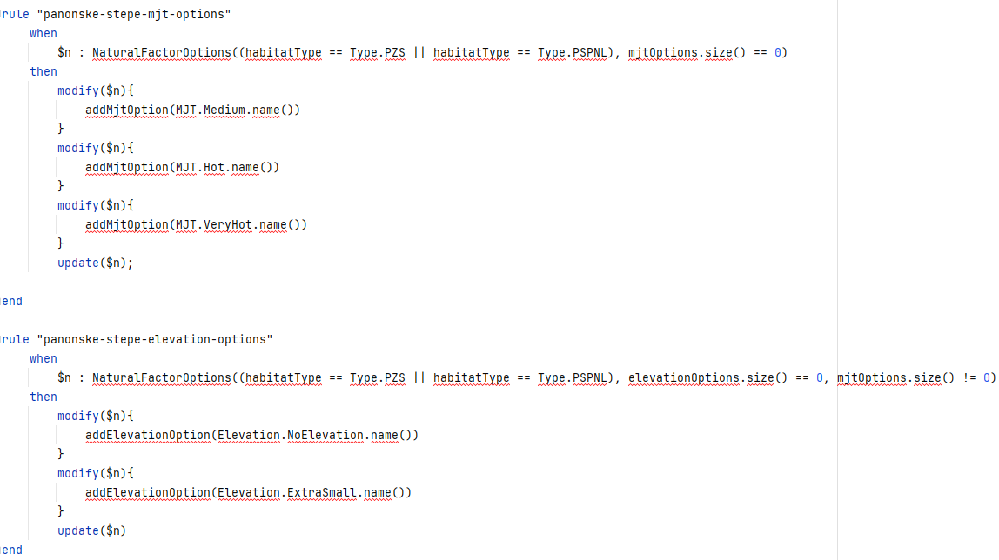 rule "panonske-stepe-mjt-options"
    when
        $n : NaturalFactorOptions((habitatType == Type.PZS || habitatType == Type.PSPNL), mjtOptions.size() == 0)
    then
        modify($n){
            addMjtOption(MJT.Medium.name())
        }
        modify($n){
            addMjtOption(MJT.Hot.name())
        }
        modify($n){
            addMjtOption(MJT.VeryHot.name())
        }
        update($n);

end

rule "panonske-stepe-elevation-options"
    when
        $n : NaturalFactorOptions((habitatType == Type.PZS || habitatType == Type.PSPNL), elevationOptions.size() == 0, mjtOptions.size() != 0)
    then
        modify($n){
            addElevationOption(Elevation.NoElevation.name())
        }
        modify($n){
            addElevationOption(Elevation.ExtraSmall.name())
        }
        update($n)
end